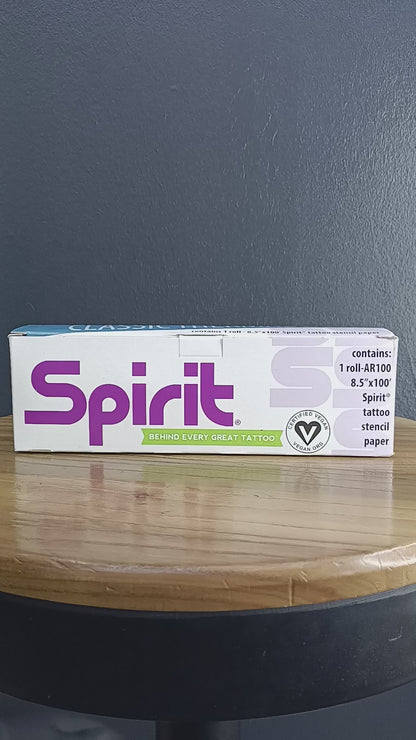 CLASSIC
contains 1 roll - 8.5"x100' Spirit® tattoo stencil paper
Spirit®
BEHIND EVERY GREAT TATTOO
CERTIFIED VEGAN
VEGAN.ORG
contains:
1 roll-AR100
8.5"x100'
Spirit®
tattoo
stencil
paper